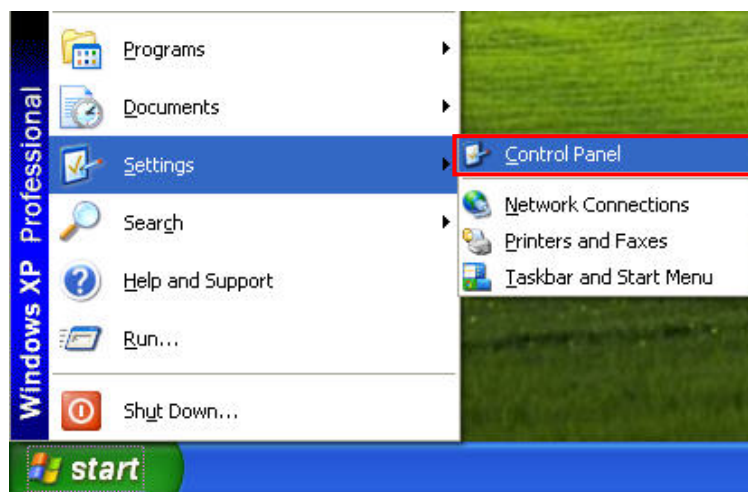 Windows XP Professional
Programs
Documents
Settings
Search
Help and Support
Run...
Shut Down...
Control Panel
Network Connections
Printers and Faxes
Taskbar and Start Menu
start